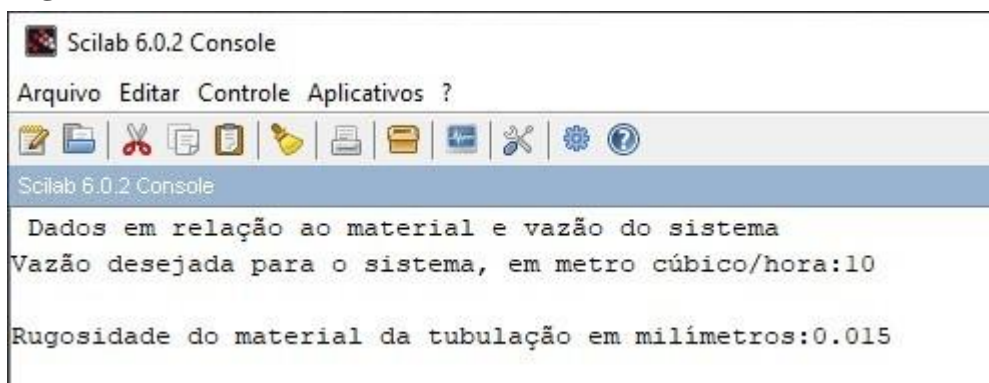 Scilab 6.0.2 Console
Arquivo Editar Controle Aplicativos ?
Scilab 6.0.2 Console
Dados em relação ao material e vazão do sistema
Vazão desejada para o sistema, em metro cúbico/hora:10
Rugosidade do material da tubulação em milímetros:0.015